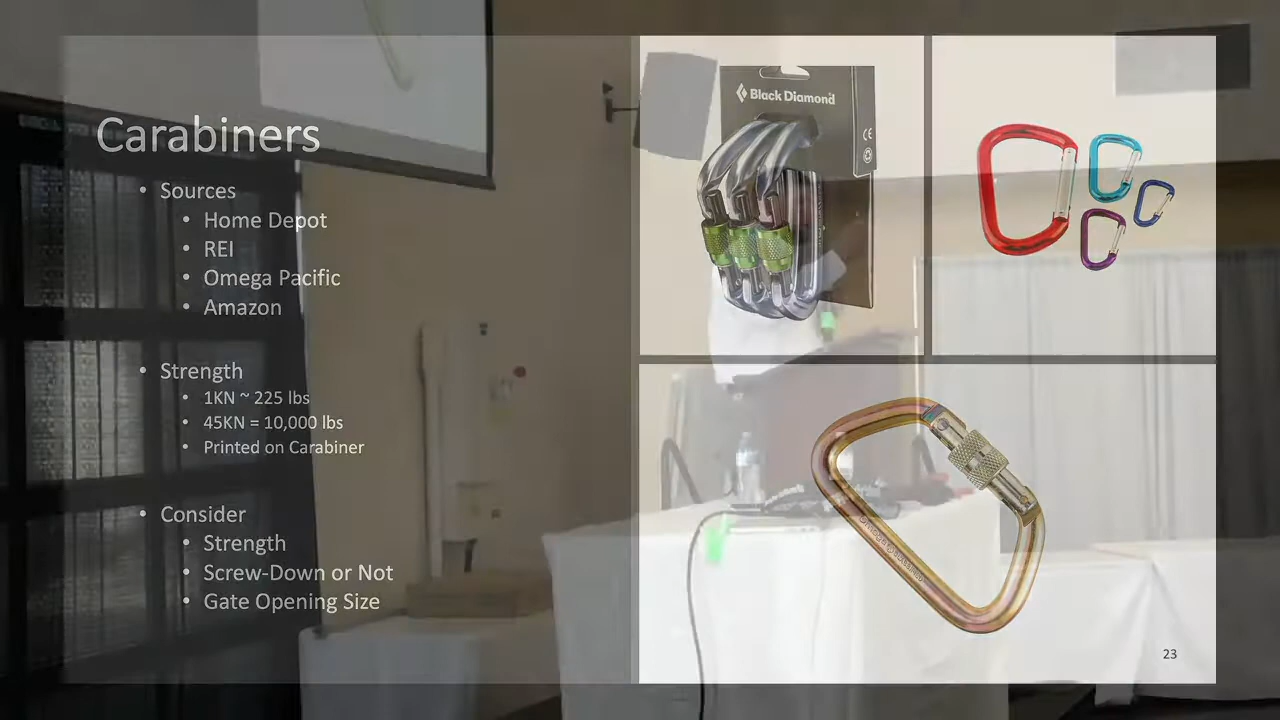 Carabiners
• Sources
• Home Depot
• REI
• Omega Pacific
• Amazon
• Strength
• 1KN ~ 225 lbs
• 45KN = 10,000 lbs
• Printed on Carabiner
• Consider
• Strength
• Screw-Down or Not
• Gate Opening Size
Black Diamond
CE
23